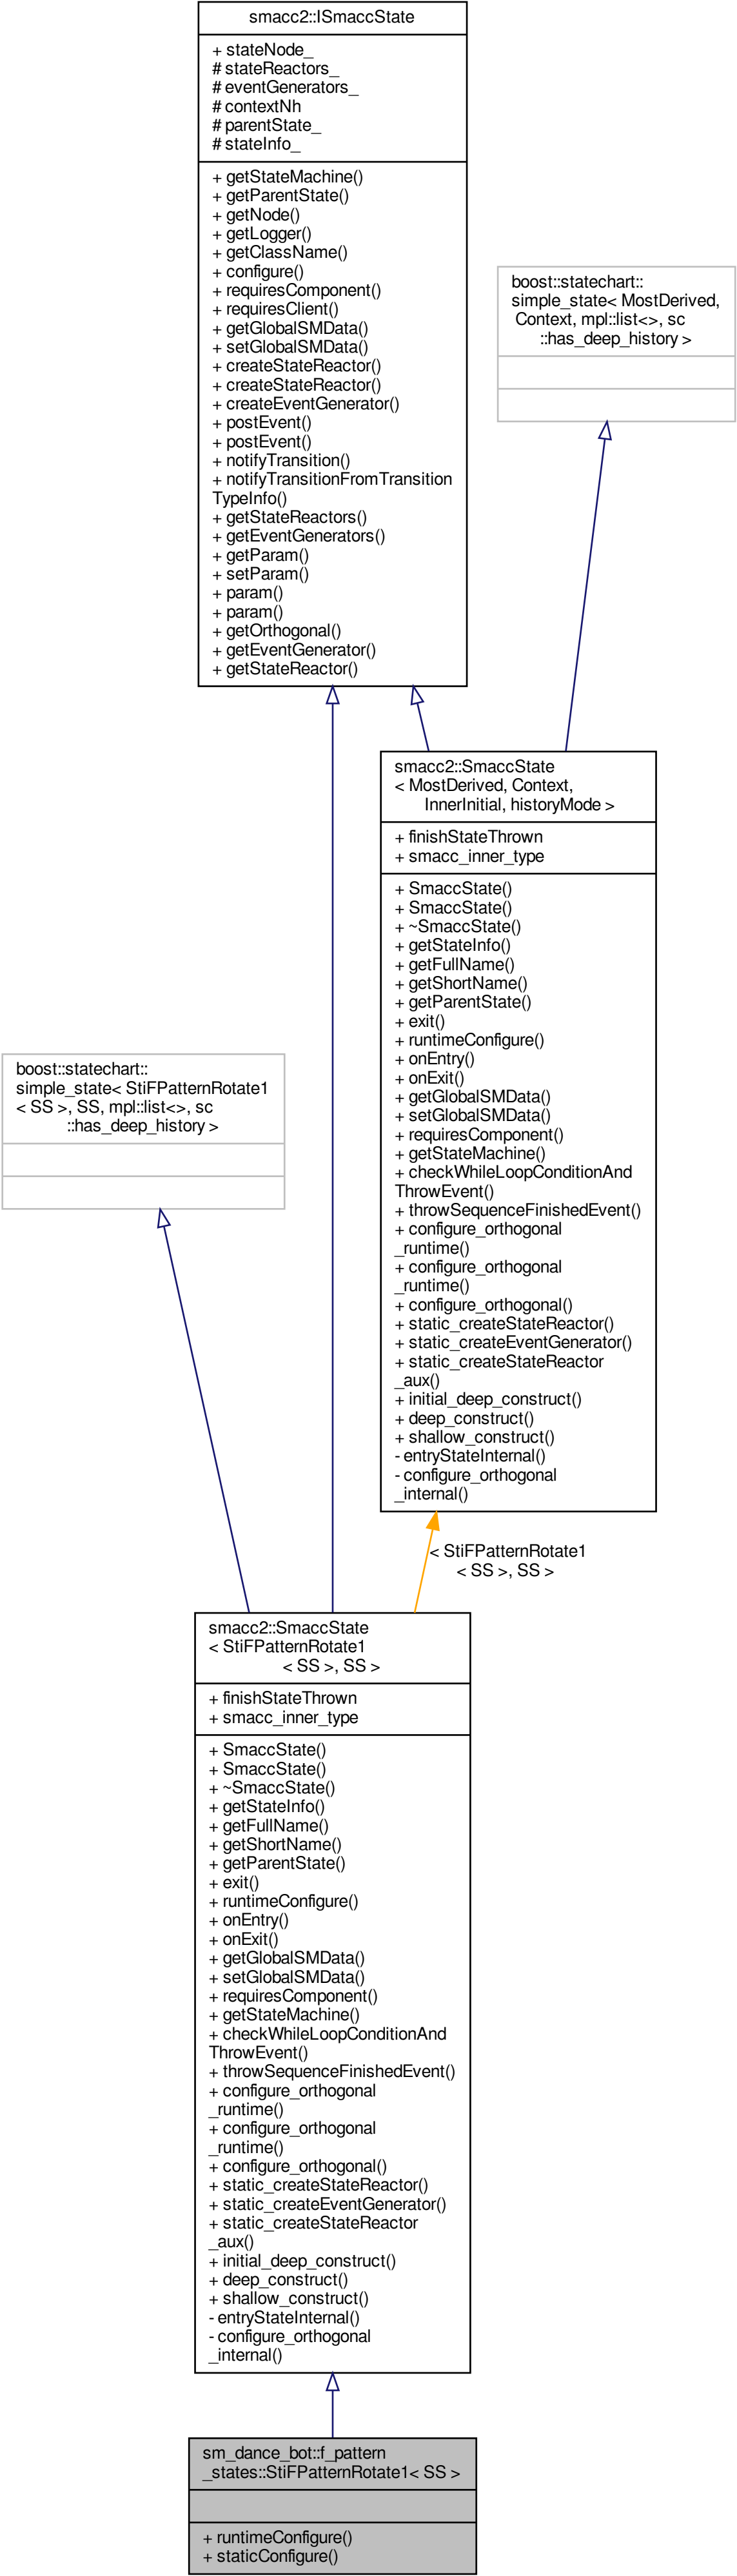 smacc2::ISmaccState
+ stateNode_
# stateReactors_
# eventGenerators_
# contextNh
# parentState_
# stateInfo_
+ getStateMachine()
+ getParentState()
+ getNode()
+ getLogger()
+ getClassName()
+ configure()
+ requiresComponent()
+ requiresClient()
+ getGlobalSMData()
+ setGlobalSMData()
+ createStateReactor()
+ createStateReactor()
+ createEventGenerator()
+ postEvent()
+ postEvent()
+ notifyTransition()
+ notifyTransitionFromTransition
TypeInfo()
+ getStateReactors()
+ getEventGenerators()
+ getParam()
+ setParam()
+ param()
+ param()
+ getOrthogonal()
+ getEventGenerator()
+ getStateReactor()
boost::statechart::
simple_state< MostDerived,
Context, mpl::list<>, sc
::has_deep_history >
smacc2::SmaccState
< MostDerived, Context,
InnerInitial, historyMode >
+ finishStateThrown
+ smacc_inner_type
+ SmaccState()
+ SmaccState()
+ ~SmaccState()
+ getStateInfo()
+ getFullName()
+ getShortName()
+ getParentState()
+ exit()
+ runtimeConfigure()
+ onEntry()
+ onExit()
+ getGlobalSMData()
+ setGlobalSMData()
+ requiresComponent()
+ getStateMachine()
+ checkWhileLoopConditionAnd
ThrowEvent()
+ throwSequenceFinishedEvent()
+ configure_orthogonal
_runtime()
+ configure_orthogonal
_runtime()
+ configure_orthogonal()
+ static_createStateReactor()
+ static_createEventGenerator()
+ static_createStateReactor
_aux()
+ initial_deep_construct()
+ deep_construct()
+ shallow_construct()
- entryStateInternal()
- configure_orthogonal
_internal()
boost::statechart::
simple_state< StiFPatternRotate1
< SS >, SS, mpl::list<>, sc
::has_deep_history >
< StiFPatternRotate1
< SS >, SS >
smacc2::SmaccState
< StiFPatternRotate1
< SS >, SS >
+ finishStateThrown
+ smacc_inner_type
+ SmaccState()
+ SmaccState()
+ ~SmaccState()
+ getStateInfo()
+ getFullName()
+ getShortName()
+ getParentState()
+ exit()
+ runtimeConfigure()
+ onEntry()
+ onExit()
+ getGlobalSMData()
+ setGlobalSMData()
+ requiresComponent()
+ getStateMachine()
+ checkWhileLoopConditionAnd
ThrowEvent()
+ throwSequenceFinishedEvent()
+ configure_orthogonal
_runtime()
+ configure_orthogonal
_runtime()
+ configure_orthogonal()
+ static_createStateReactor()
+ static_createEventGenerator()
+ static_createStateReactor
_aux()
+ initial_deep_construct()
+ deep_construct()
+ shallow_construct()
- entryStateInternal()
- configure_orthogonal
_internal()
sm_dance_bot::f_pattern
_states::StiFPatternRotate1< SS >
+ runtimeConfigure()
+ staticConfigure()